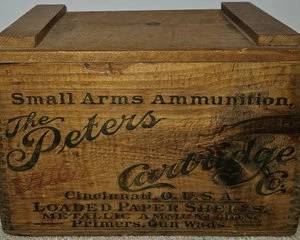 Small Arms Ammunition,
The Peters
Cartridge
Co.
Cincinnati, O. U.S.A.
LOADED PAPER SHELLS
METALLIC AMMUNITION
Primers, Gun Wads.